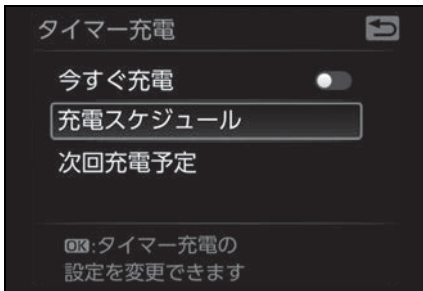 タイマー充電
今すぐ充電
充電スケジュール
次回充電予定
OK:タイマー充電の
設定を変更できます